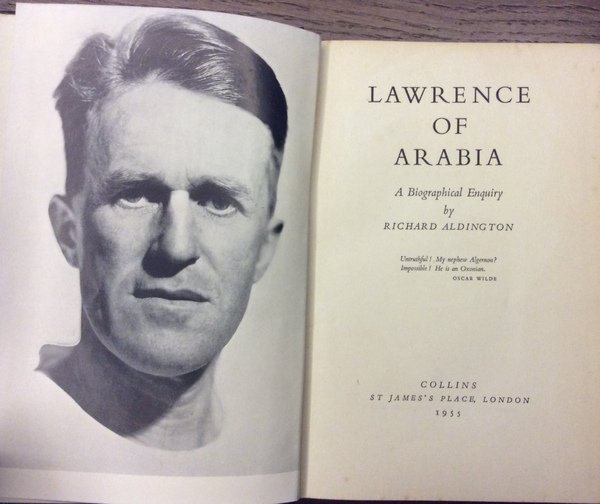 LAWRENCE
OF
ARABIA
A Biographical Enquiry
by
RICHARD ALDINGTON
Untruthful! My nephew Algernon?
Impossible! He is an Oxonian.
OSCAR WILDE
COLLINS
ST JAMES'S PLACE, LONDON
1955